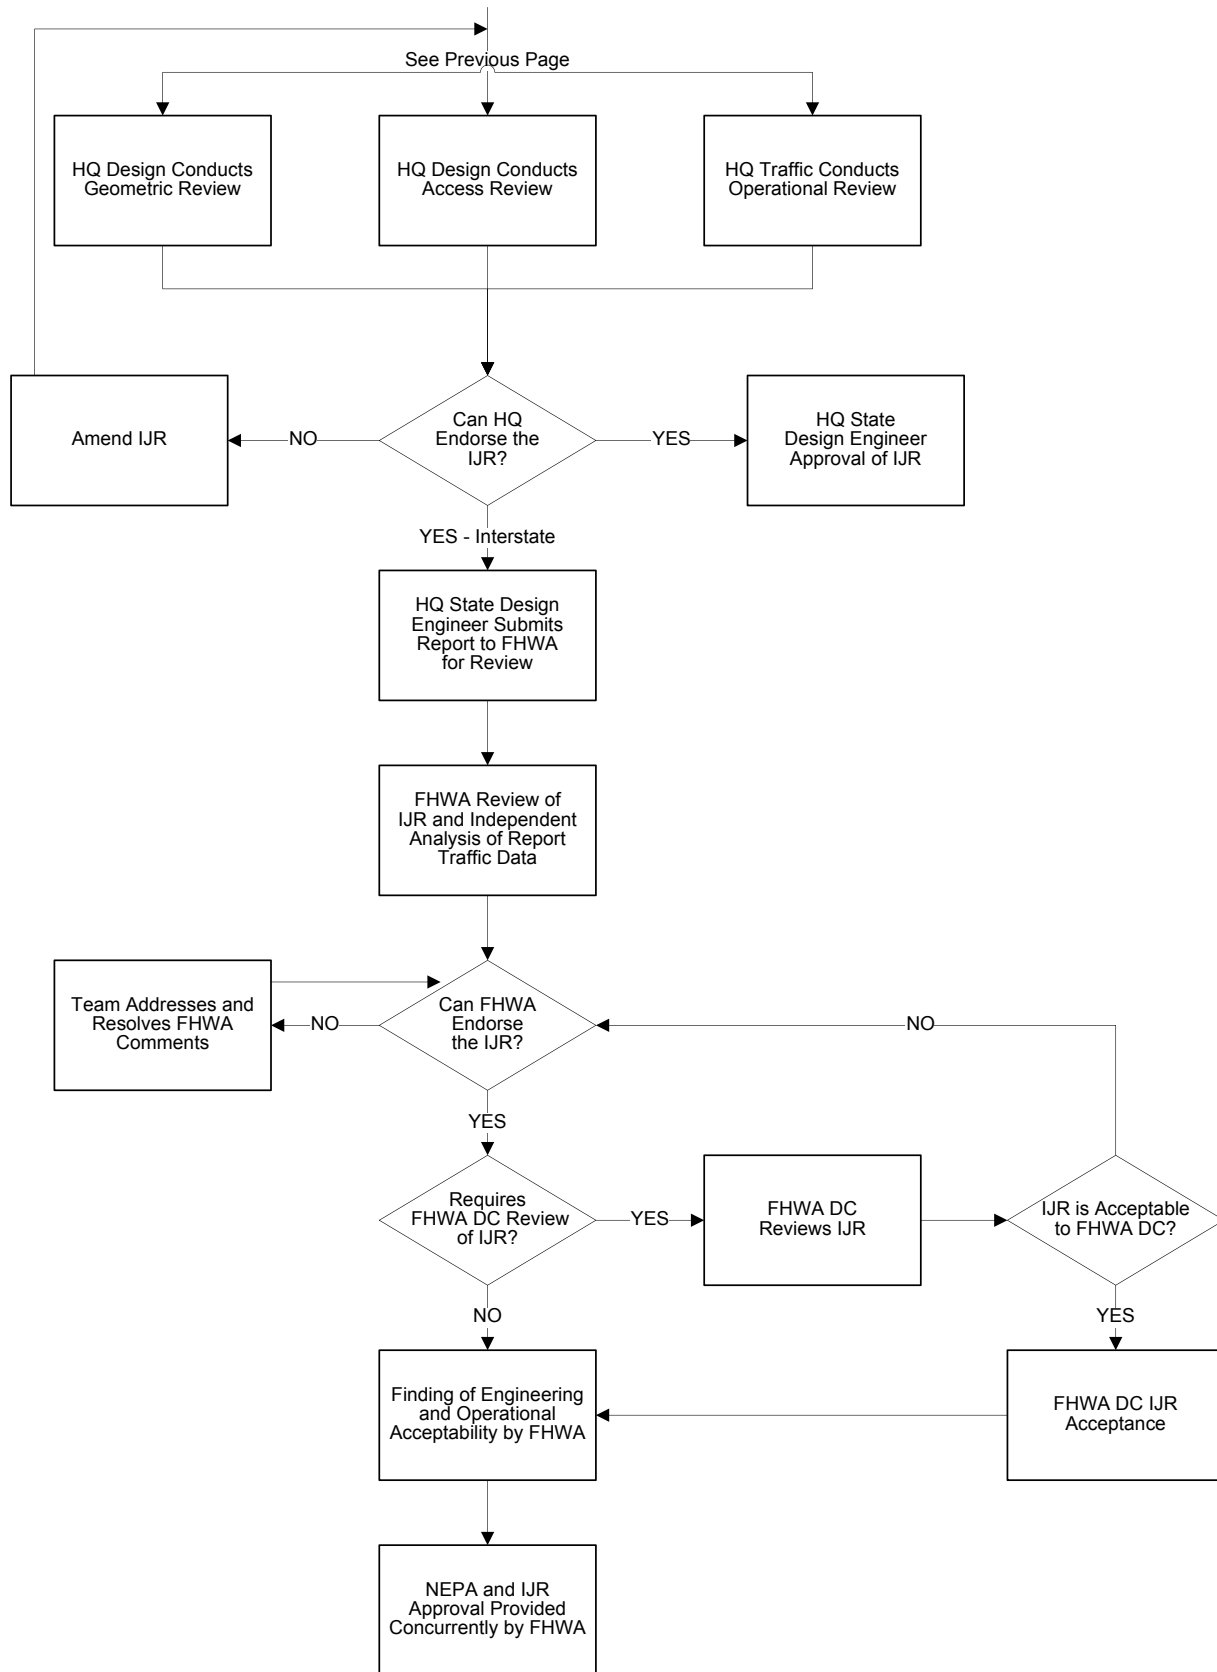 See Previous Page
HQ Design Conducts
Geometric Review
HQ Design Conducts
Access Review
HQ Traffic Conducts
Operational Review
Amend IJR
NO
Can HQ
Endorse the
IJR?
YES
HQ State
Design Engineer
Approval of IJR
YES - Interstate
HQ State Design
Engineer Submits
Report to FHWA
for Review
FHWA Review of
IJR and Independent
Analysis of Report
Traffic Data
Team Addresses and
Resolves FHWA
Comments
NO
Can FHWA
Endorse
the IJR?
NO
YES
Requires
FHWA DC Review
of IJR?
YES
FHWA DC
Reviews IJR
IJR is Acceptable
to FHWA DC?
NO
YES
Finding of Engineering
and Operational
Acceptability by FHWA
FHWA DC IJR
Acceptance
NEPA and IJR
Approval Provided
Concurrently by FHWA